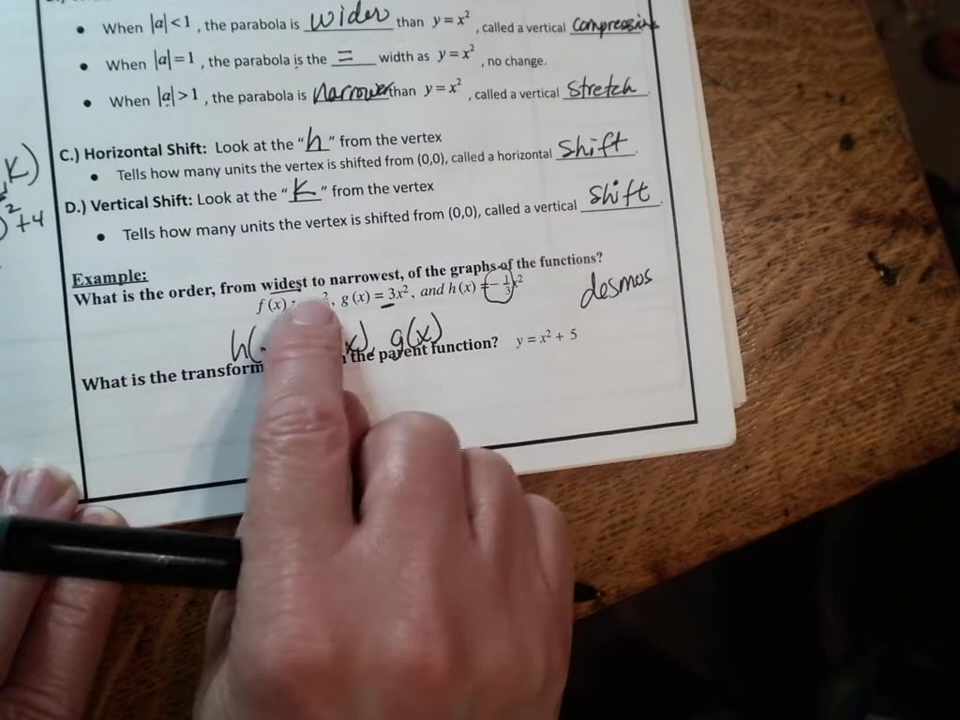 • When |a|<1, the parabola is wider than y = x², called a vertical compression
• When |a|=1, the parabola is the = width as y = x², no change.
• When |a|>1, the parabola is narrower than y = x², called a vertical stretch.
K)
²+4
C.) Horizontal Shift: Look at the "h" from the vertex
• Tells how many units the vertex is shifted from (0,0), called a horizontal shift.
D.) Vertical Shift: Look at the "K" from the vertex
• Tells how many units the vertex is shifted from (0,0), called a vertical shift.
Example:
What is the order, from widest to narrowest, of the graphs of the functions?
f(x) ², g(x) = 3x², and h(x) = -1/3 x²
desmos
h( x), g(x)
What is the transform the parent function? y = x² + 5